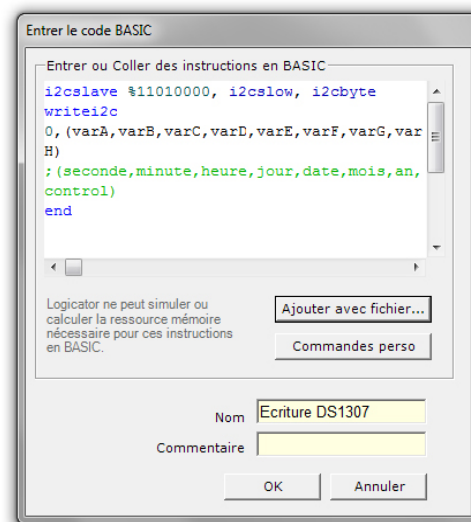 Entrer le code BASIC
Entrer ou Coller des instructions en BASIC
i2cslave %11010000, i2cslow, i2cbyte
writei2c
0,(varA,varB,varC,varD,varE,varF,varG,var
H)
;(seconde,minute,heure,jour,date,mois,an,
control)
end
Logicator ne peut simuler ou
calculer la ressource mémoire
nécessaire pour ces instructions
en BASIC.
Ajouter avec fichier...
Commandes perso
Nom Ecriture DS1307
Commentaire
OK Annuler